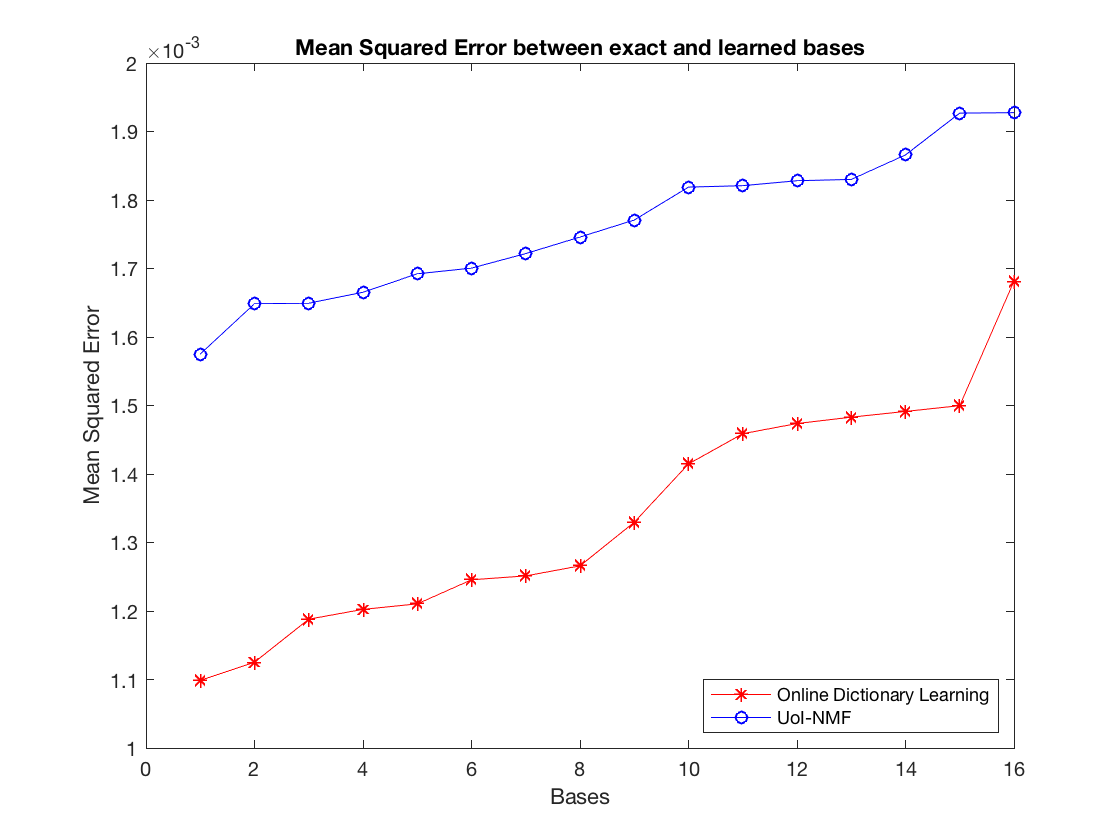 Mean Squared Error between exact and learned bases
×10-3
2
1.9
1.8
1.7
1.6
1.5
1.4
1.3
1.2
1.1
1
Mean Squared Error
0 2 4 6 8 10 12 14 16
Bases
Online Dictionary Learning
UoI-NMF